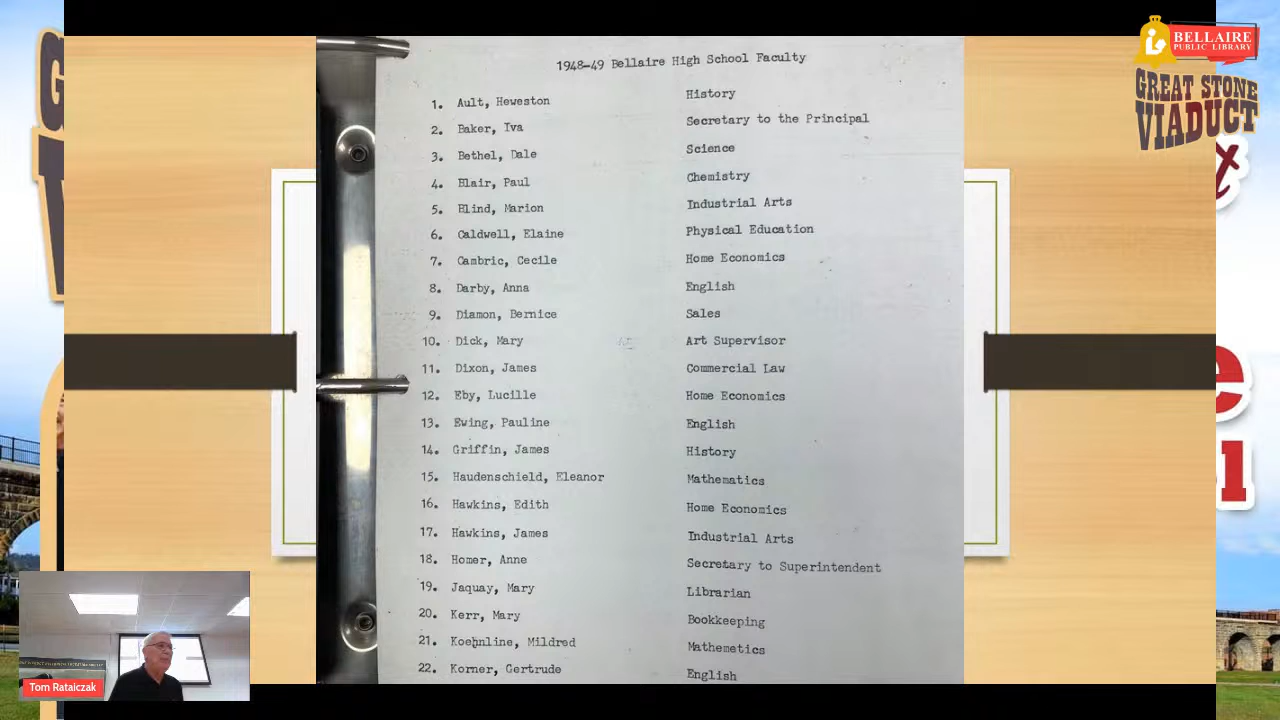 BELLAIRE
PUBLIC LIBRARY
GREAT STONE
VIADUCT
1948-49 Bellaire High School Faculty
1. Ault, Heweston History
2. Baker, Iva Secretary to the Principal
3. Bethel, Dale Science
4. Blair, Paul Chemistry
5. Blind, Marion Industrial Arts
6. Caldwell, Elaine Physical Education
7. Cambric, Cecile Home Economics
8. Darby, Anna English
9. Diamon, Bernice Sales
10. Dick, Mary Art Supervisor
11. Dixon, James Commercial Law
12. Eby, Lucille Home Economics
13. Ewing, Pauline English
14. Griffin, James History
15. Haudenschield, Eleanor Mathematics
16. Hawkins, Edith Home Economics
17. Hawkins, James Industrial Arts
18. Homer, Anne Secretary to Superintendent
19. Jaquay, Mary Librarian
20. Kerr, Mary Bookkeeping
21. Koehnline, Mildred Mathemetics
22. Korner, Gertrude English
Tom Ratajczak